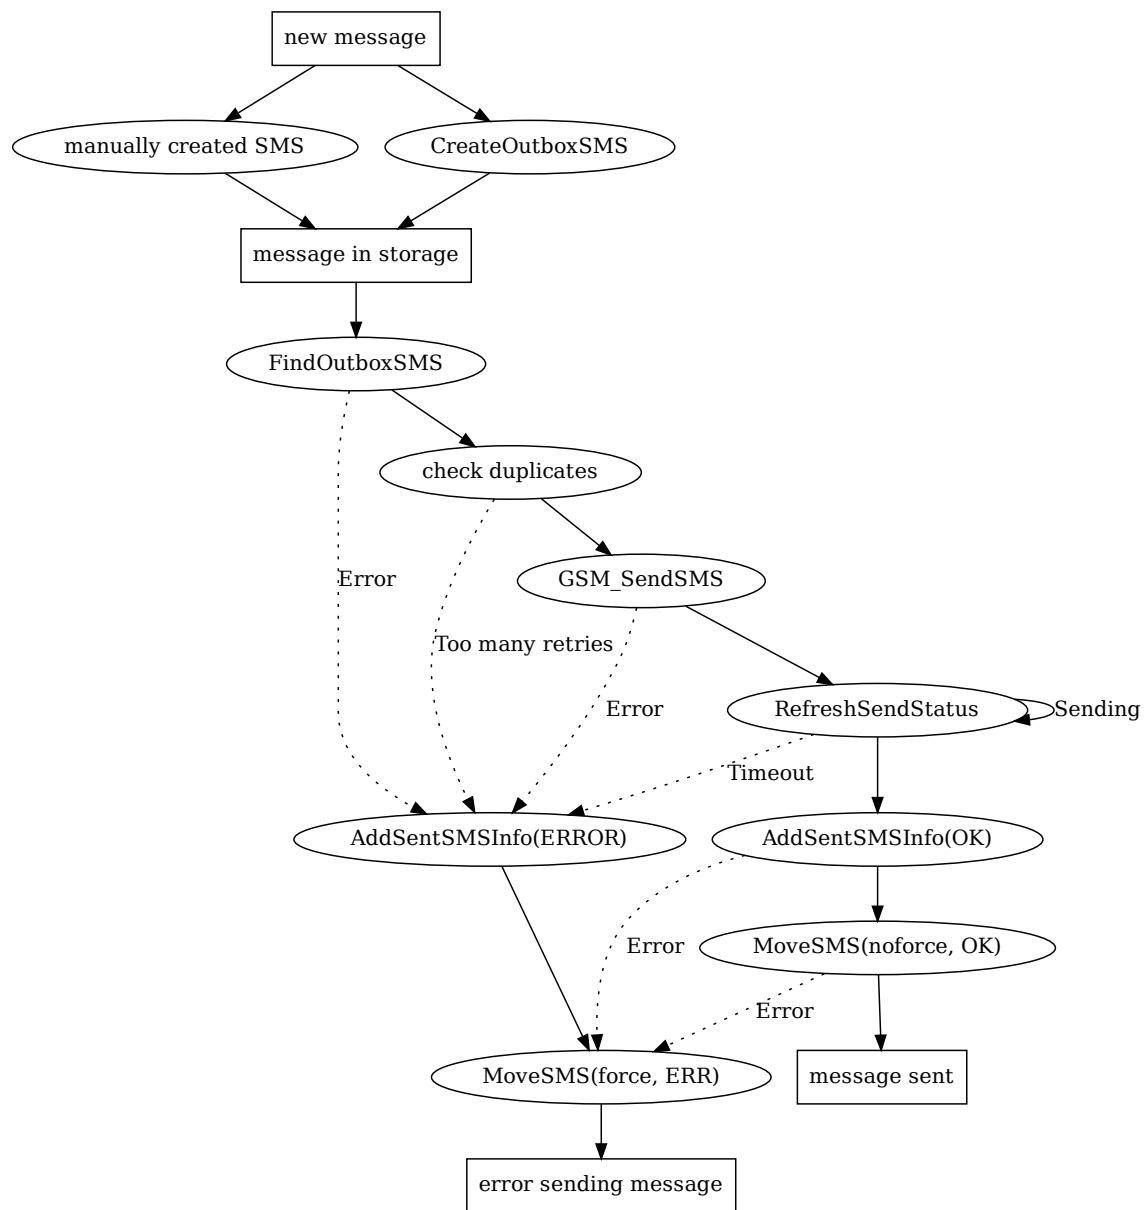 new message
manually created SMS
CreateOutboxSMS
message in storage
FindOutboxSMS
check duplicates
Error
GSM_SendSMS
Too many retries
Error
RefreshSendStatus
Sending
Timeout
AddSentSMSInfo(ERROR)
AddSentSMSInfo(OK)
Error
MoveSMS(noforce, OK)
Error
MoveSMS(force, ERR)
message sent
error sending message